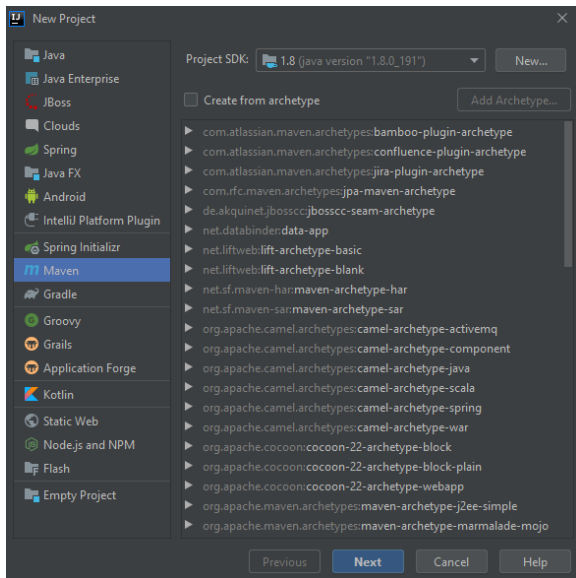 New Project
Java
Java Enterprise
JBoss
Clouds
Spring
Java FX
Android
IntelliJ Platform Plugin
Spring Initializr
Maven
Gradle
Groovy
Grails
Application Forge
Kotlin
Static Web
Node.js and NPM
Flash
Empty Project
Project SDK: 1.8 (java version "1.8.0_191") New...
Create from archetype Add Archetype...
com.atlassian.maven.archetypes:bamboo-plugin-archetype
com.atlassian.maven.archetypes:confluence-plugin-archetype
com.atlassian.maven.archetypes:jira-plugin-archetype
com.rfc.maven.archetypes:jpa-maven-archetype
de.akquinet.jbosscc:jbosscc-seam-archetype
net.databinder:data-app
net.liftweb:lift-archetype-basic
net.liftweb:lift-archetype-blank
net.sf.maven-har:maven-archetype-har
net.sf.maven-sar:maven-archetype-sar
org.apache.camel.archetypes:camel-archetype-activemq
org.apache.camel.archetypes:camel-archetype-component
org.apache.camel.archetypes:camel-archetype-java
org.apache.camel.archetypes:camel-archetype-scala
org.apache.camel.archetypes:camel-archetype-spring
org.apache.camel.archetypes:camel-archetype-war
org.apache.cocoon:cocoon-22-archetype-block
org.apache.cocoon:cocoon-22-archetype-block-plain
org.apache.cocoon:cocoon-22-archetype-webapp
org.apache.maven.archetypes:maven-archetype-j2ee-simple
org.apache.maven.archetypes:maven-archetype-marmalade-mojo
Previous Next Cancel Help